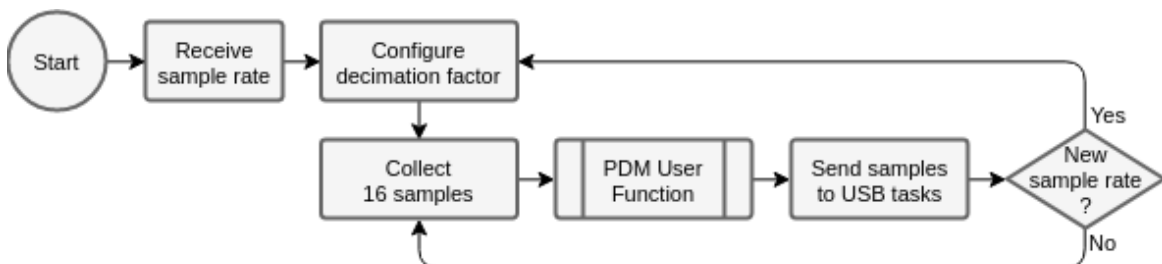 Start
Receive
sample rate
Configure
decimation factor
Yes
Collect
16 samples
PDM User
Function
Send samples
to USB tasks
New
sample rate
?
No